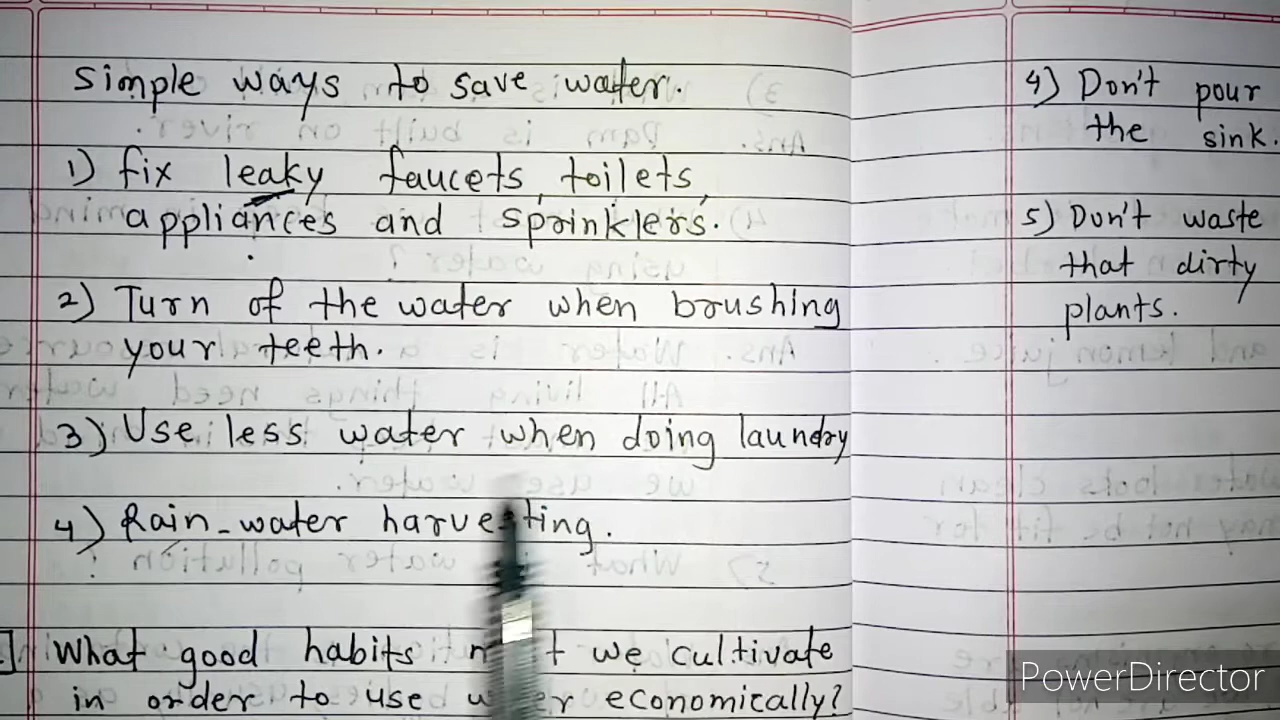 Simple ways to save water.
1) fix leaky faucets, toilets,
appliances and sprinklers.
2) Turn of the water when brushing
your teeth.
3) Use less water when doing laundry
4) Rain-water harvesting.
What good habits we cultivate
in order to use economically?
4) Don't pour
the sink.
5) Don't waste
that dirty
plants.
PowerDirector